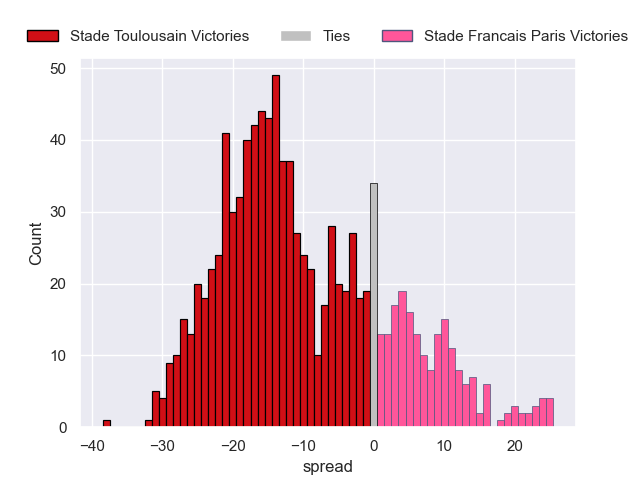 Stade Toulousain Victories Ties Stade Francais Paris Victories
50
40
30
20
10
0
Count
−40 −30 −20 −10 0 10 20
spread